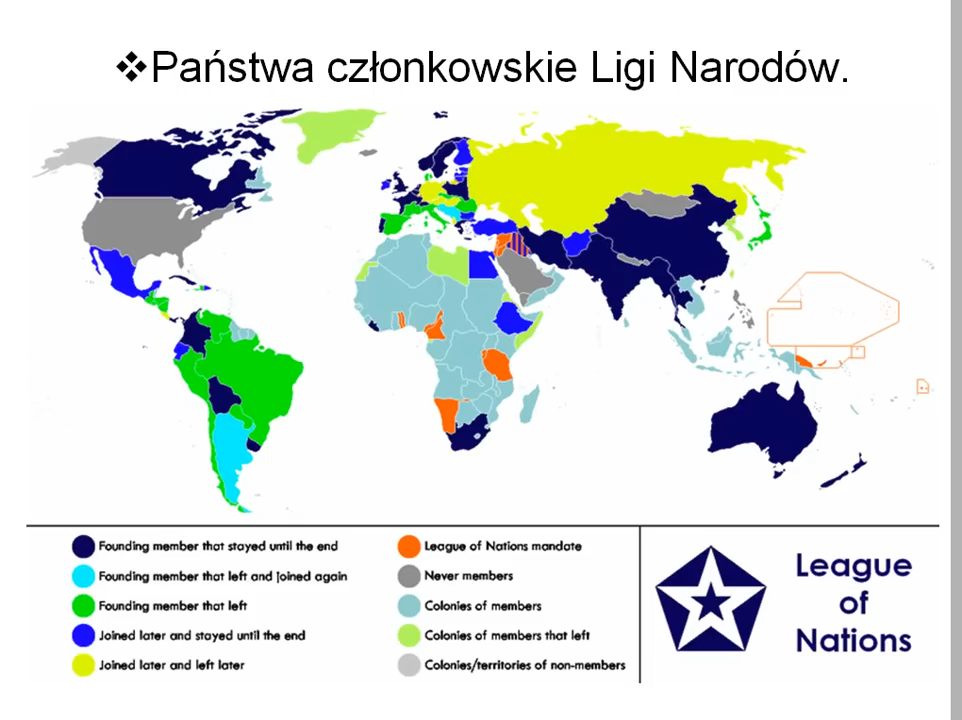 ❖Państwa członkowskie Ligi Narodów.
Founding member that stayed until the end
Founding member that left and joined again
Founding member that left
Joined later and stayed until the end
Joined later and left later
League of Nations mandate
Never members
Colonies of members
Colonies of members that left
Colonies/territories of non-members
League
of
Nations